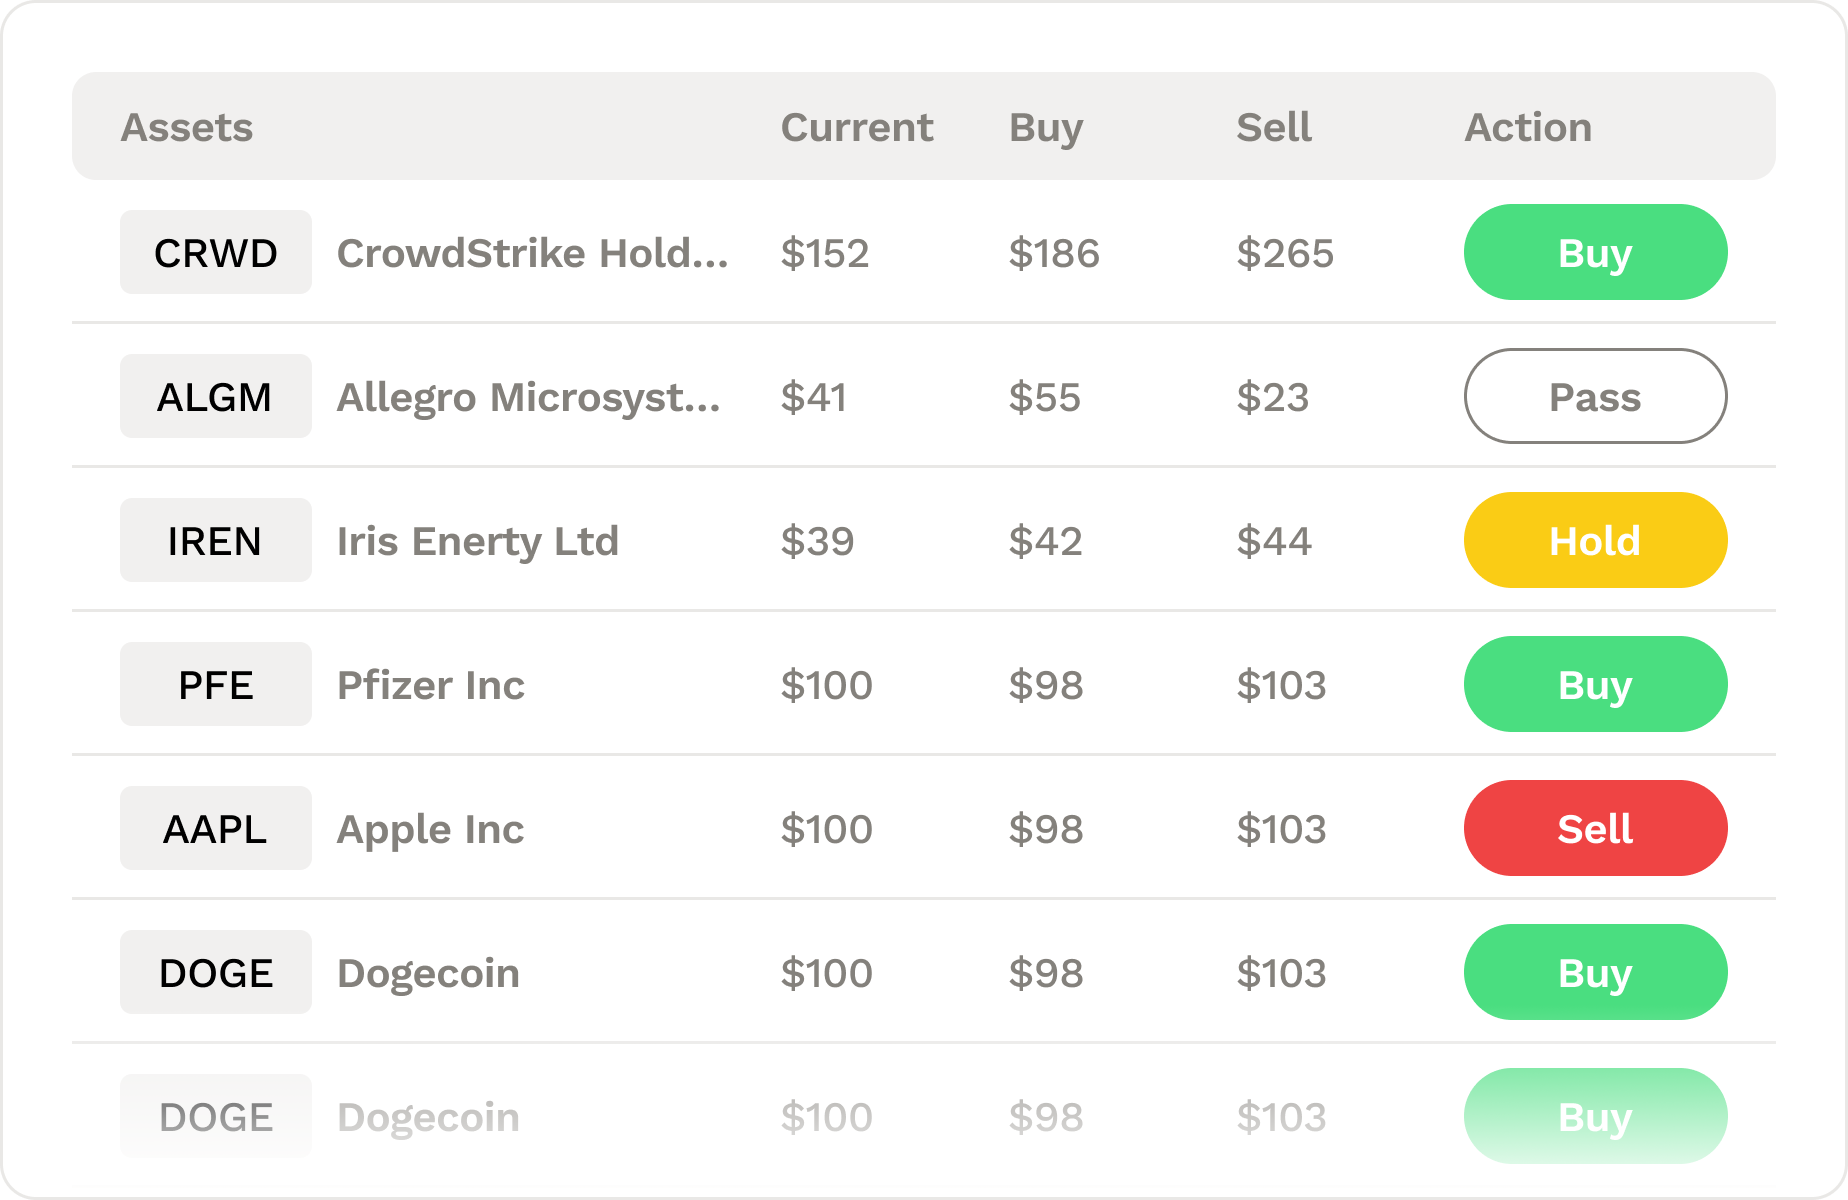 Assets Current Buy Sell Action
CRWD CrowdStrike Hold... $152 $186 $265 Buy
ALGM Allegro Microsyst... $41 $55 $23 Pass
IREN Iris Enerty Ltd $39 $42 $44 Hold
PFE Pfizer Inc $100 $98 $103 Buy
AAPL Apple Inc $100 $98 $103 Sell
DOGE Dogecoin $100 $98 $103 Buy
DOGE Dogecoin $100 $98 $103 Buy